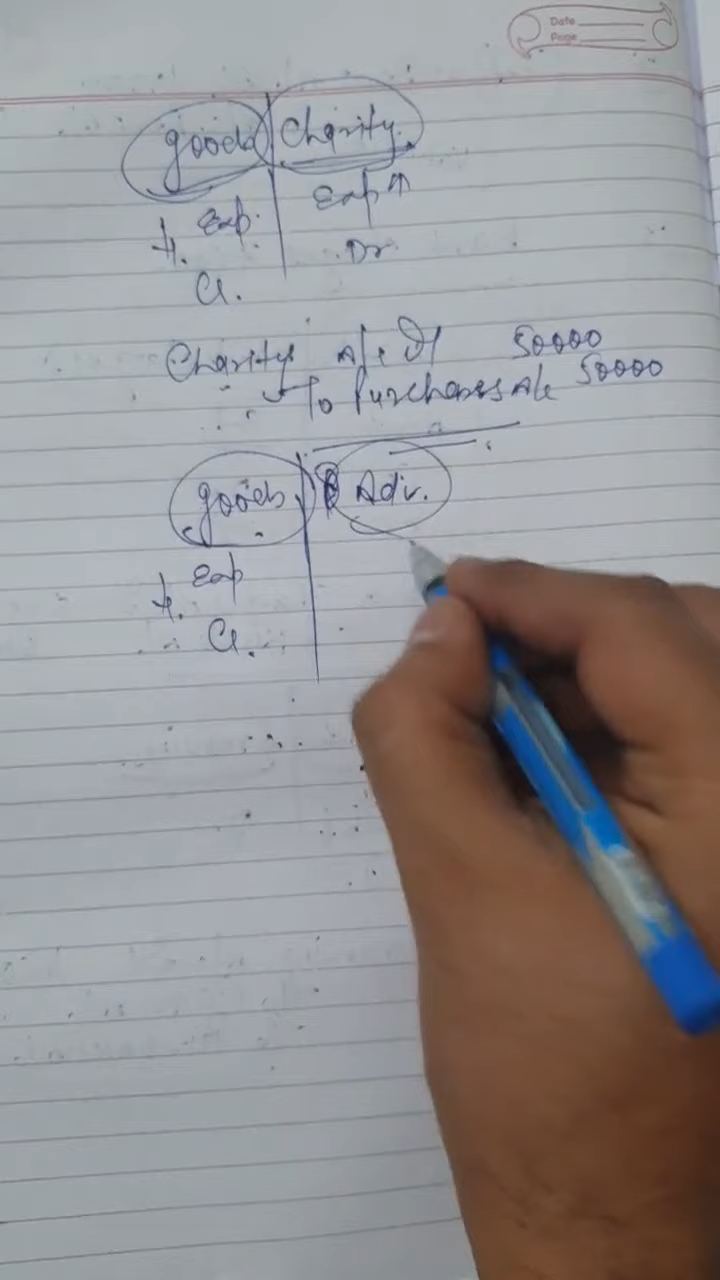 Date
Page
goods Charity.
Exp. Exp ↑
↓. Dr
Cr.
Charity A/c Dr 50000
To Purchases A/c 50000
goods Adv.
Exp
↓.
Cr.